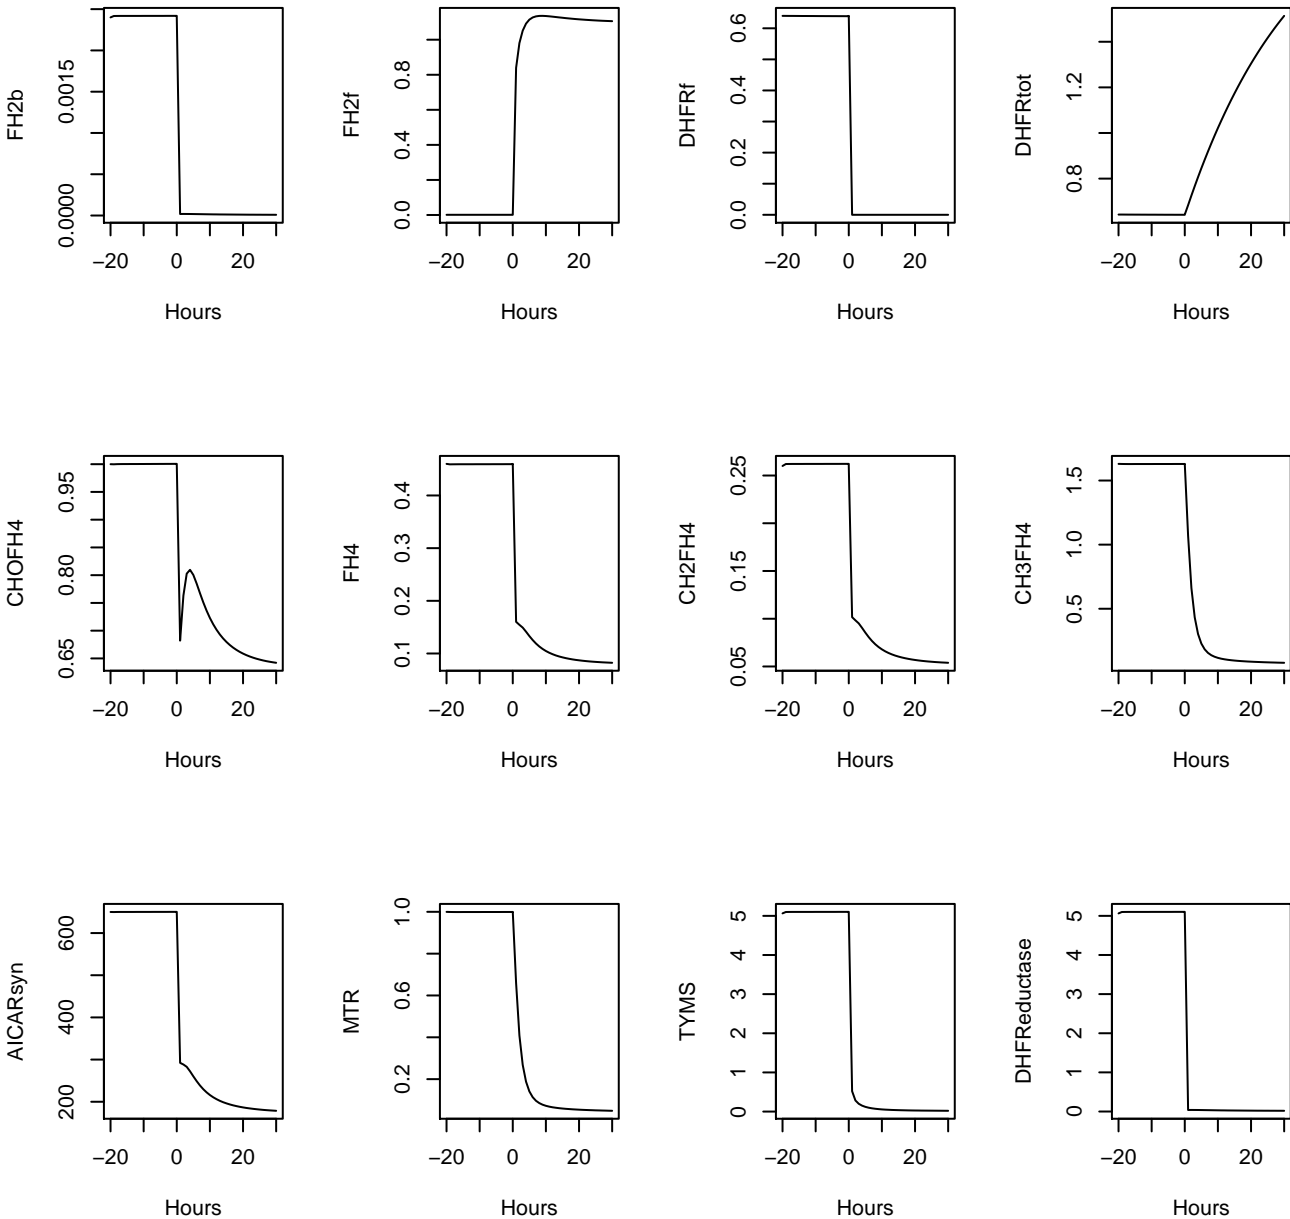 FH2b
0.0000 0.0015
−20 0 20
Hours
FH2f
0.0 0.4 0.8
−20 0 20
Hours
DHFRf
0.0 0.2 0.4 0.6
−20 0 20
Hours
DHFRtot
0.8 1.2
−20 0 20
Hours
CHOFH4
0.65 0.80 0.95
−20 0 20
Hours
FH4
0.1 0.2 0.3 0.4
−20 0 20
Hours
CH2FH4
0.05 0.15 0.25
−20 0 20
Hours
CH3FH4
0.5 1.0 1.5
−20 0 20
Hours
AICARsyn
200 400 600
−20 0 20
Hours
MTR
0.2 0.6 1.0
−20 0 20
Hours
TYMS
0 1 2 3 4 5
−20 0 20
Hours
DHFReductase
0 1 2 3 4 5
−20 0 20
Hours